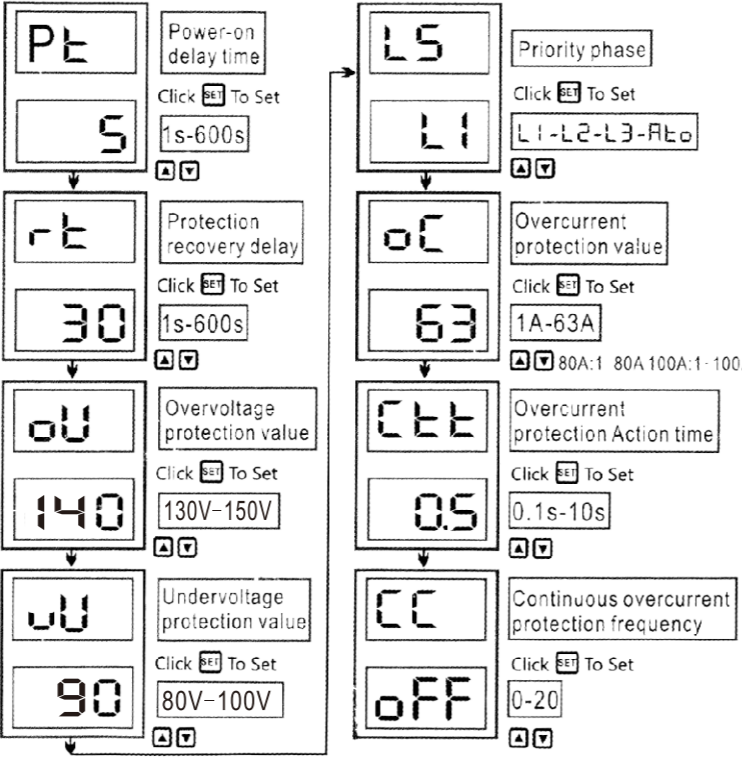 Pt
Power-on
delay time
Click SET To Set
5
1s-600s
rt
Protection
recovery delay
Click SET To Set
30
1s-600s
oU
Overvoltage
protection value
Click SET To Set
140
130V-150V
uU
Undervoltage
protection value
Click SET To Set
90
80V-100V
LS
Priority phase
Click SET To Set
L1
L1-L2-L3-Ato
oC
Overcurrent
protection value
Click SET To Set
63
1A-63A
80A:1 80A 100A:1-100
Ctt
Overcurrent
protection Action time
Click SET To Set
0.5
0.1s-10s
CC
Continuous overcurrent
protection frequency
Click SET To Set
oFF
0-20